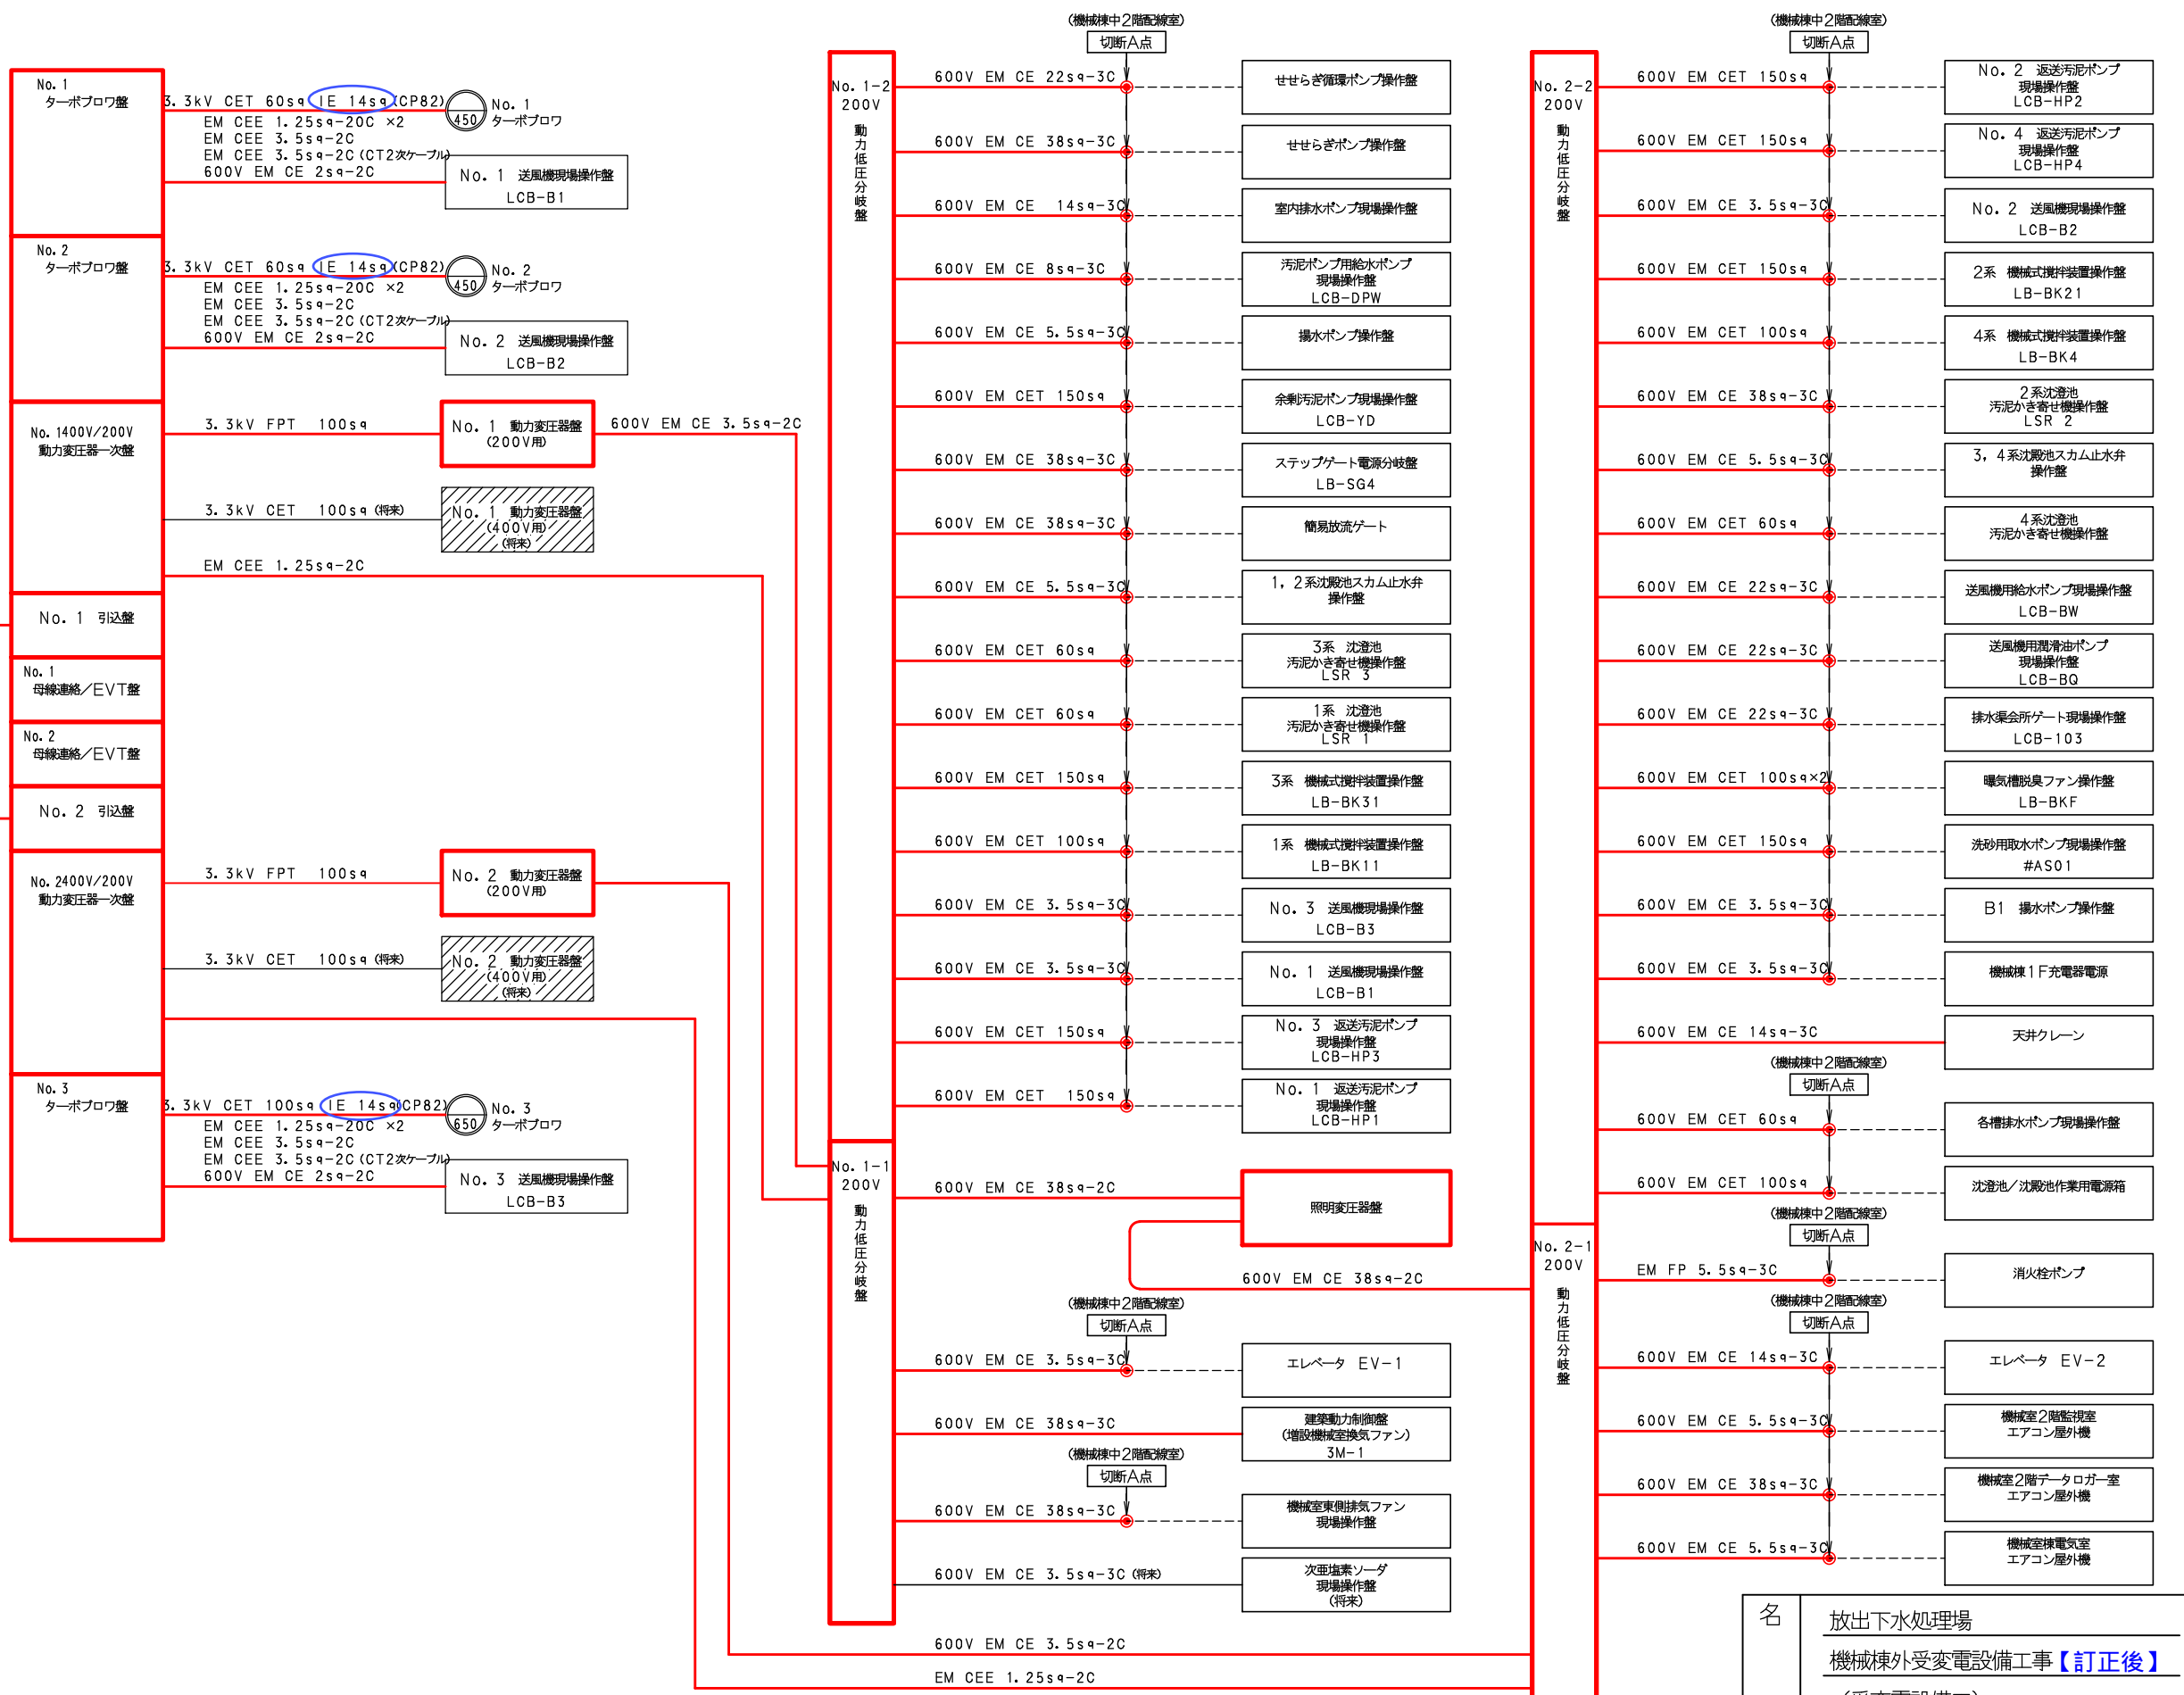 No. 1
ターボブロワ盤
3. 3kV CET 60sq IE 14sq (CP82)
EM CEE 1. 25sq-20C ×2
EM CEE 3. 5sq-2C
EM CEE 3. 5sq-2C (CT2次ケーブル)
600V EM CE 2sq-2C
450
No. 1
ターボブロワ
No. 1 送風機現場操作盤
LCB-B1
No. 2
ターボブロワ盤
3. 3kV CET 60sq IE 14sq (CP82)
EM CEE 1. 25sq-20C ×2
EM CEE 3. 5sq-2C
EM CEE 3. 5sq-2C (CT2次ケーブル)
600V EM CE 2sq-2C
450
No. 2
ターボブロワ
No. 2 送風機現場操作盤
LCB-B2
No. 1400V/200V
動力変圧器一次盤
3. 3kV FPT 100sq
No. 1 動力変圧器盤
(200V用)
600V EM CE 3. 5sq-2C
3. 3kV CET 100sq (将来)
No. 1 動力変圧器盤
(400V用)
(将来)
EM CEE 1. 25sq-2C
No. 1 引込盤
No. 1
母線連絡/EVT盤
No. 2
母線連絡/EVT盤
No. 2 引込盤
No. 2400V/200V
動力変圧器一次盤
3. 3kV FPT 100sq
No. 2 動力変圧器盤
(200V用)
3. 3kV CET 100sq (将来)
No. 2 動力変圧器盤
(400V用)
(将来)
No. 3
ターボブロワ盤
3. 3kV CET 100sq IE 14sq (CP82)
EM CEE 1. 25sq-20C ×2
EM CEE 3. 5sq-2C
EM CEE 3. 5sq-2C (CT2次ケーブル)
600V EM CE 2sq-2C
650
No. 3
ターボブロワ
No. 3 送風機現場操作盤
LCB-B3
(機械棟中2階配線室)
切断A点
No. 1-2
200V
動力低圧分岐盤
600V EM CE 22sq-3C
せせらぎ循環ポンプ操作盤
600V EM CE 38sq-3C
せせらぎポンプ操作盤
600V EM CE 14sq-3C
室内排水ポンプ現場操作盤
600V EM CE 8sq-3C
汚泥ポンプ用給水ポンプ
現場操作盤
LCB-DPW
600V EM CE 5. 5sq-3C
揚水ポンプ操作盤
600V EM CET 150sq
余剰汚泥ポンプ現場操作盤
LCB-YD
600V EM CE 38sq-3C
ステップゲート電源分岐盤
LB-SG4
600V EM CE 38sq-3C
簡易放流ゲート
600V EM CE 5. 5sq-3C
1, 2系沈殿池スカム止水弁
操作盤
600V EM CET 60sq
3系 沈澄池
汚泥かき寄せ機操作盤
LSR 3
600V EM CET 60sq
1系 沈澄池
汚泥かき寄せ機操作盤
LSR 1
600V EM CET 150sq
3系 機械式撹拌装置操作盤
LB-BK31
600V EM CET 100sq
1系 機械式撹拌装置操作盤
LB-BK11
600V EM CE 3. 5sq-3C
No. 3 送風機現場操作盤
LCB-B3
600V EM CE 3. 5sq-3C
No. 1 送風機現場操作盤
LCB-B1
600V EM CET 150sq
No. 3 返送汚泥ポンプ
現場操作盤
LCB-HP3
600V EM CET 150sq
No. 1 返送汚泥ポンプ
現場操作盤
LCB-HP1
No. 1-1
200V
動力低圧分岐盤
600V EM CE 38sq-2C
照明変圧器盤
600V EM CE 38sq-2C
(機械棟中2階配線室)
切断A点
600V EM CE 3. 5sq-3C
エレベータ EV-1
600V EM CE 38sq-3C
建築動力制御盤
(増設機械室換気ファン)
3M-1
(機械棟中2階配線室)
切断A点
600V EM CE 38sq-3C
機械室東側排気ファン
現場操作盤
600V EM CE 3. 5sq-3C (将来)
次亜塩素ソーダ
現場操作盤
(将来)
600V EM CE 3. 5sq-2C
EM CEE 1. 25sq-2C
(機械棟中2階配線室)
切断A点
No. 2-2
200V
動力低圧分岐盤
600V EM CET 150sq
No. 2 返送汚泥ポンプ
現場操作盤
LCB-HP2
600V EM CET 150sq
No. 4 返送汚泥ポンプ
現場操作盤
LCB-HP4
600V EM CE 3. 5sq-3C
No. 2 送風機現場操作盤
LCB-B2
600V EM CET 150sq
2系 機械式撹拌装置操作盤
LB-BK21
600V EM CET 100sq
4系 機械式撹拌装置操作盤
LB-BK4
600V EM CE 38sq-3C
2系沈澄池
汚泥かき寄せ機操作盤
LSR 2
600V EM CE 5. 5sq-3C
3, 4系沈殿池スカム止水弁
操作盤
600V EM CET 60sq
4系沈澄池
汚泥かき寄せ機操作盤
600V EM CE 22sq-3C
送風機用給水ポンプ現場操作盤
LCB-BW
600V EM CE 22sq-3C
送風機用潤滑油ポンプ
現場操作盤
LCB-BQ
600V EM CE 22sq-3C
排水渠会所ゲート現場操作盤
LCB-103
600V EM CET 100sq×2
曝気槽脱臭ファン操作盤
LB-BKF
600V EM CET 150sq
洗砂用取水ポンプ現場操作盤
#AS01
600V EM CE 3. 5sq-3C
B1 揚水ポンプ操作盤
600V EM CE 3. 5sq-3C
機械棟1F充電器電源
600V EM CE 14sq-3C
天井クレーン
(機械棟中2階配線室)
切断A点
600V EM CET 60sq
各槽排水ポンプ現場操作盤
600V EM CET 100sq
沈澄池/沈殿池作業用電源箱
(機械棟中2階配線室)
切断A点
No. 2-1
200V
動力低圧分岐盤
EM FP 5. 5sq-3C
消火栓ポンプ
(機械棟中2階配線室)
切断A点
600V EM CE 14sq-3C
エレベータ EV-2
600V EM CE 5. 5sq-3C
機械室2階監視室
エアコン屋外機
600V EM CE 38sq-3C
機械室2階データロガー室
エアコン屋外機
600V EM CE 5. 5sq-3C
機械室棟電気室
エアコン屋外機
名
放出下水処理場
機械棟外受変電設備工事【訂正後】